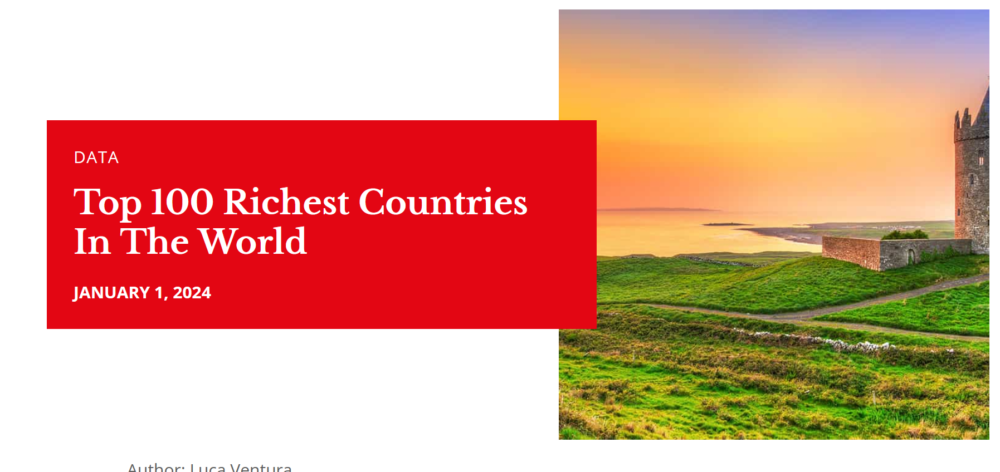 DATA
Top 100 Richest Countries
In The World
JANUARY 1, 2024
Author: Luca Ventura